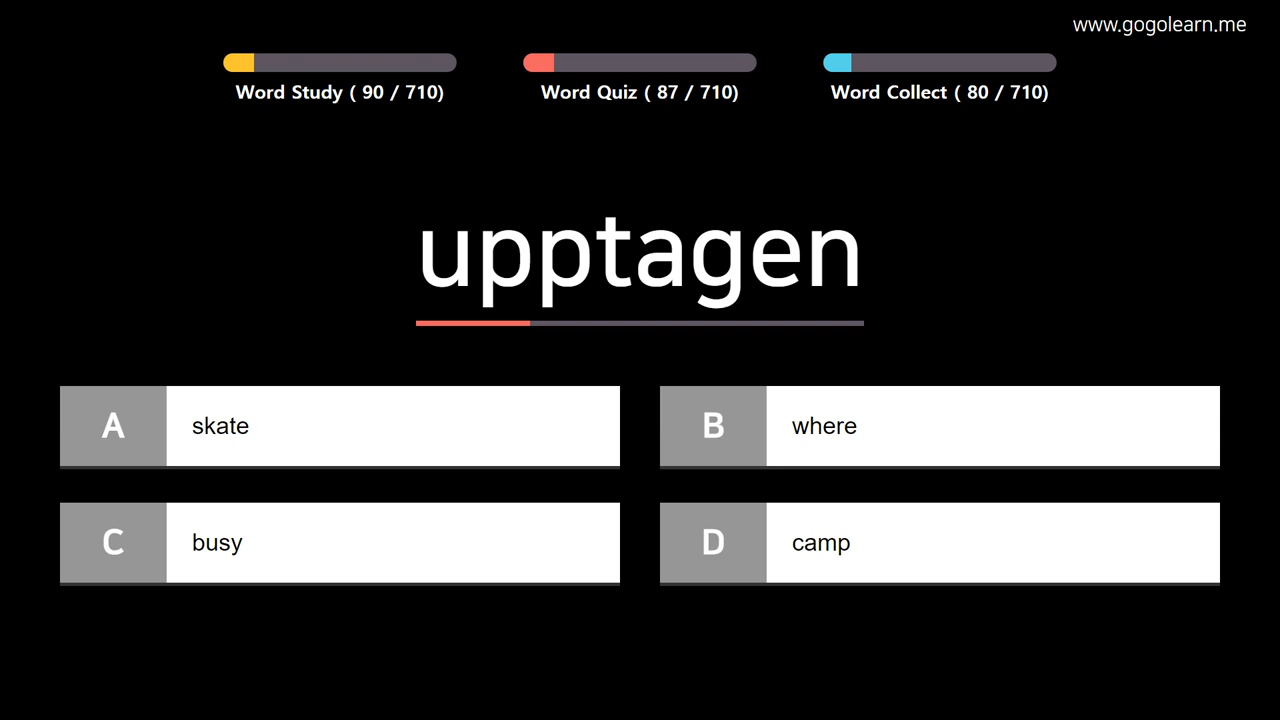 www.gogolearn.me
Word Study ( 90 / 710)
Word Quiz ( 87 / 710)
Word Collect ( 80 / 710)
upptagen
A skate
B where
C busy
D camp